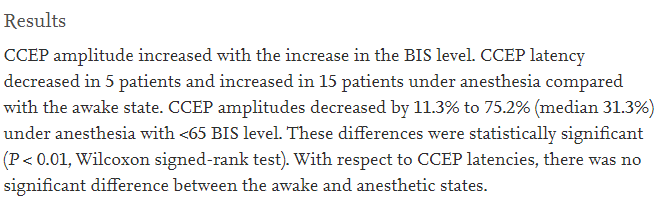 Results
CCEP amplitude increased with the increase in the BIS level. CCEP latency
decreased in 5 patients and increased in 15 patients under anesthesia compared
with the awake state. CCEP amplitudes decreased by 11.3% to 75.2% (median 31.3%)
under anesthesia with <65 BIS level. These differences were statistically significant
(P < 0.01, Wilcoxon signed-rank test). With respect to CCEP latencies, there was no
significant difference between the awake and anesthetic states.